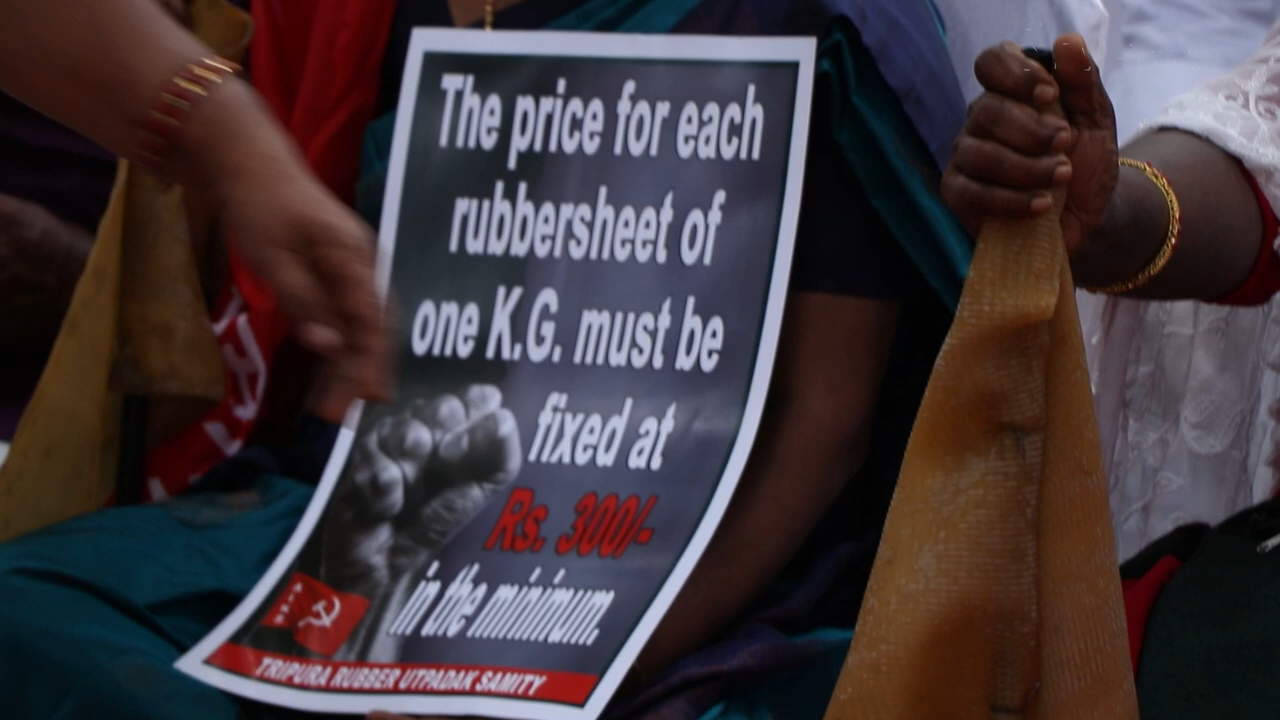 The price for each
rubbersheet of
one K.G. must be
fixed at
Rs. 300/-
in the minimum.
TRIPURA RUBBER UTPADAK SAMITY